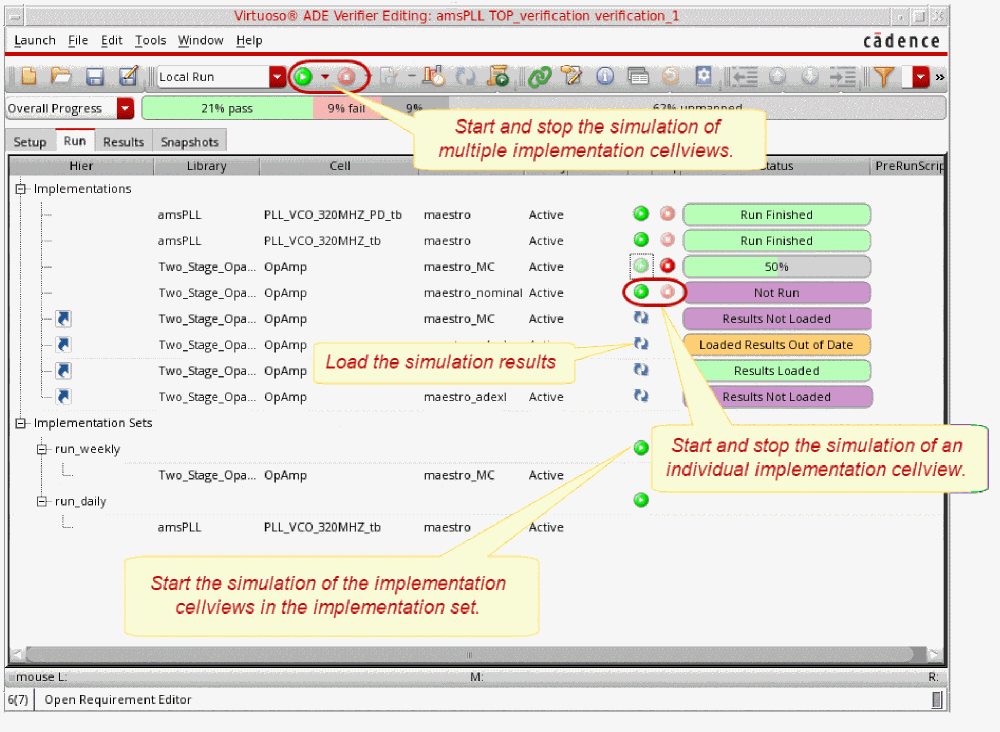 Virtuoso® ADE Verifier Editing: amsPLL TOP_verification verification_1
Launch File Edit Tools Window Help
cādence
Local Run
»
Overall Progress 21% pass 9% fail 9% 62% unmapped
Start and stop the simulation of
multiple implementation cellviews.
Setup Run Results Snapshots
Hier Library Cell Status PreRunScrip
Implementations
amsPLL PLL_VCO_320MHZ_PD_tb maestro Active Run Finished
amsPLL PLL_VCO_320MHZ_tb maestro Active Run Finished
Two_Stage_Opa... OpAmp maestro_MC Active 50%
Two_Stage_Opa... OpAmp maestro_nominal Active Not Run
Two_Stage_Opa... OpAmp maestro_MC Active Results Not Loaded
Two_Stage_Opa... OpAmp Active Loaded Results Out of Date
Load the simulation results
Two_Stage_Opa... OpAmp Active Results Loaded
Two_Stage_Opa... OpAmp maestro_adexl Active Results Not Loaded
Implementation Sets
run_weekly
Start and stop the simulation of an
individual implementation cellview.
Two_Stage_Opa... OpAmp maestro_MC Active
run_daily
amsPLL PLL_VCO_320MHZ_tb maestro Active
Start the simulation of the implementation
cellviews in the implementation set.
mouse L: M: R:
6(7) Open Requirement Editor